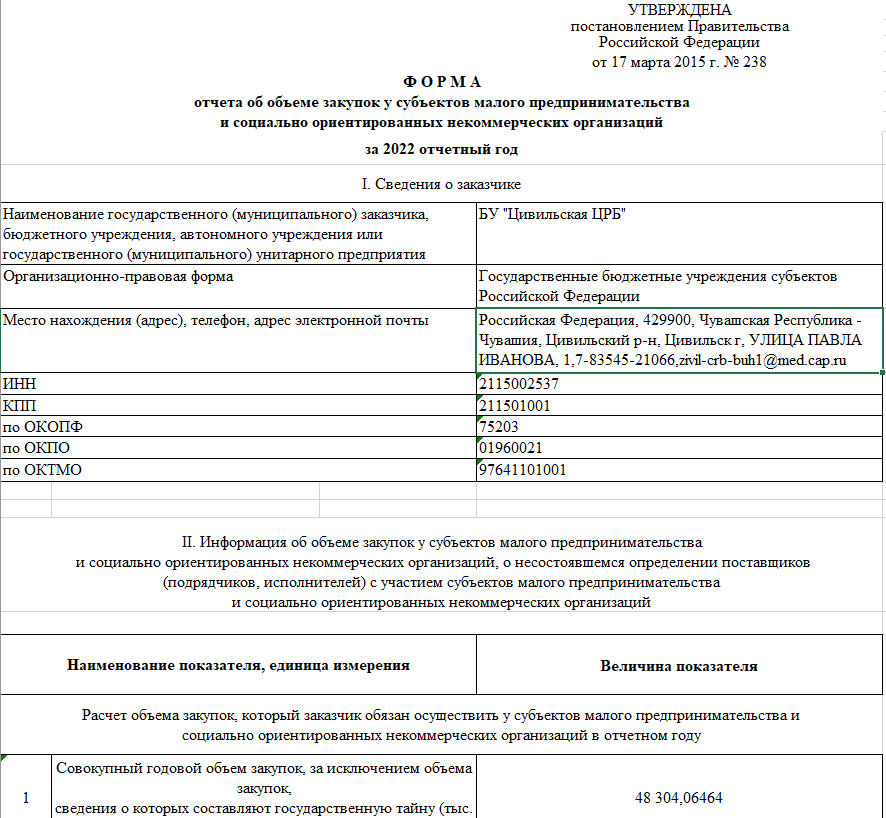 УТВЕРЖДЕНА
постановлением Правительства
Российской Федерации
от 17 марта 2015 г. № 238
Ф О Р М А
отчета об объеме закупок у субъектов малого предпринимательства
и социально ориентированных некоммерческих организаций
за 2022 отчетный год
I. Сведения о заказчике
Наименование государственного (муниципального) заказчика,
бюджетного учреждения, автономного учреждения или
государственного (муниципального) унитарного предприятия
БУ "Цивильская ЦРБ"
Организационно-правовая форма
Государственные бюджетные учреждения субъектов
Российской Федерации
Место нахождения (адрес), телефон, адрес электронной почты
Российская Федерация, 429900, Чувашская Республика -
Чувашия, Цивильский р-н, Цивильск г, УЛИЦА ПАВЛА
ИВАНОВА, 1,7-83545-21066,zivil-crb-buh1@med.cap.ru
ИНН
2115002537
КПП
211501001
по ОКОПФ
75203
по ОКПО
01960021
по ОКТМО
97641101001
II. Информация об объеме закупок у субъектов малого предпринимательства
и социально ориентированных некоммерческих организаций, о несостоявшемся определении поставщиков
(подрядчиков, исполнителей) с участием субъектов малого предпринимательства
и социально ориентированных некоммерческих организаций
Наименование показателя, единица измерения
Величина показателя
Расчет объема закупок, который заказчик обязан осуществить у субъектов малого предпринимательства и
социально ориентированных некоммерческих организаций в отчетном году
1
Совокупный годовой объем закупок, за исключением объема
закупок,
сведения о которых составляют государственную тайну (тыс.
48 304,06464